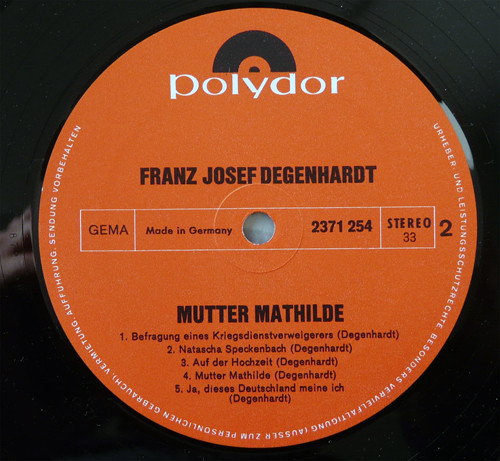 polydor
FRANZ JOSEF DEGENHARDT
GEMA
Made in Germany
2371 254
STEREO
33
2
MUTTER MATHILDE
1. Befragung eines Kriegsdienstverweigerers (Degenhardt)
2. Natascha Speckenbach (Degenhardt)
3. Auf der Hochzeit (Degenhardt)
4. Mutter Mathilde (Degenhardt)
5. Ja, dieses Deutschland meine ich
(Degenhardt)
URHEBER- UND LEISTUNGSSCHUTZRECHTE BESONDERS VERVIELFÄLTIGUNG (AUSSER ZUM PERSÖNLICHEN GEBRAUCH), VERMIETUNG, AUFFÜHRUNG, SENDUNG VORBEHALTEN